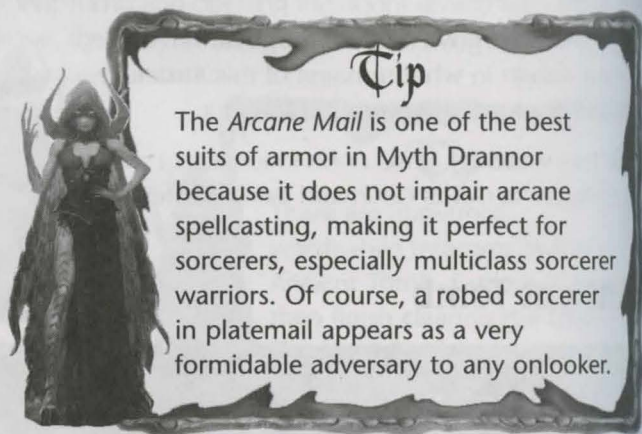 Tip
The Arcane Mail is one of the best
suits of armor in Myth Drannor
because it does not impair arcane
spellcasting, making it perfect for
sorcerers, especially multiclass sorcerer
warriors. Of course, a robed sorcerer
in platemail appears as a very
formidable adversary to any onlooker.